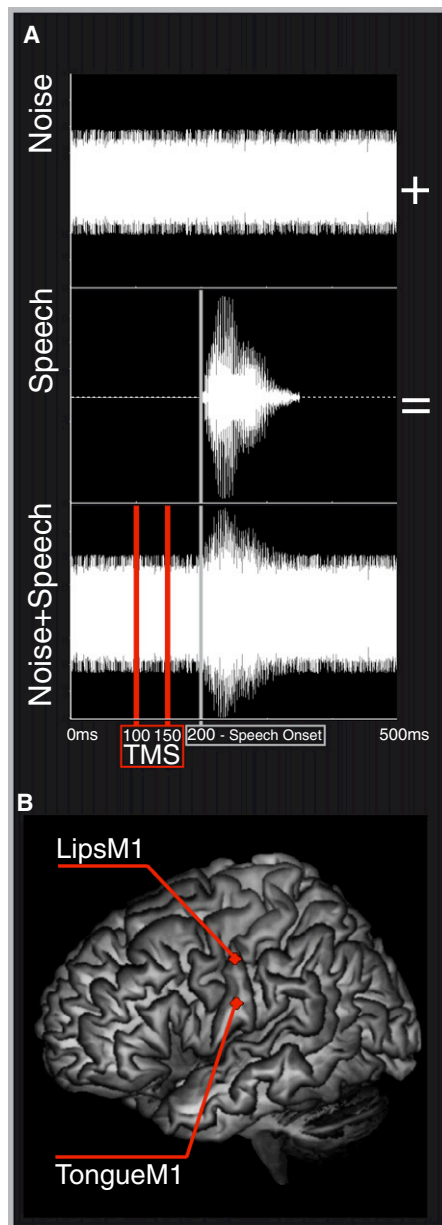 A
Noise
+
Speech
=
Noise+Speech
0ms 100 150 200 - Speech Onset 500ms
TMS
B
LipsM1
TongueM1